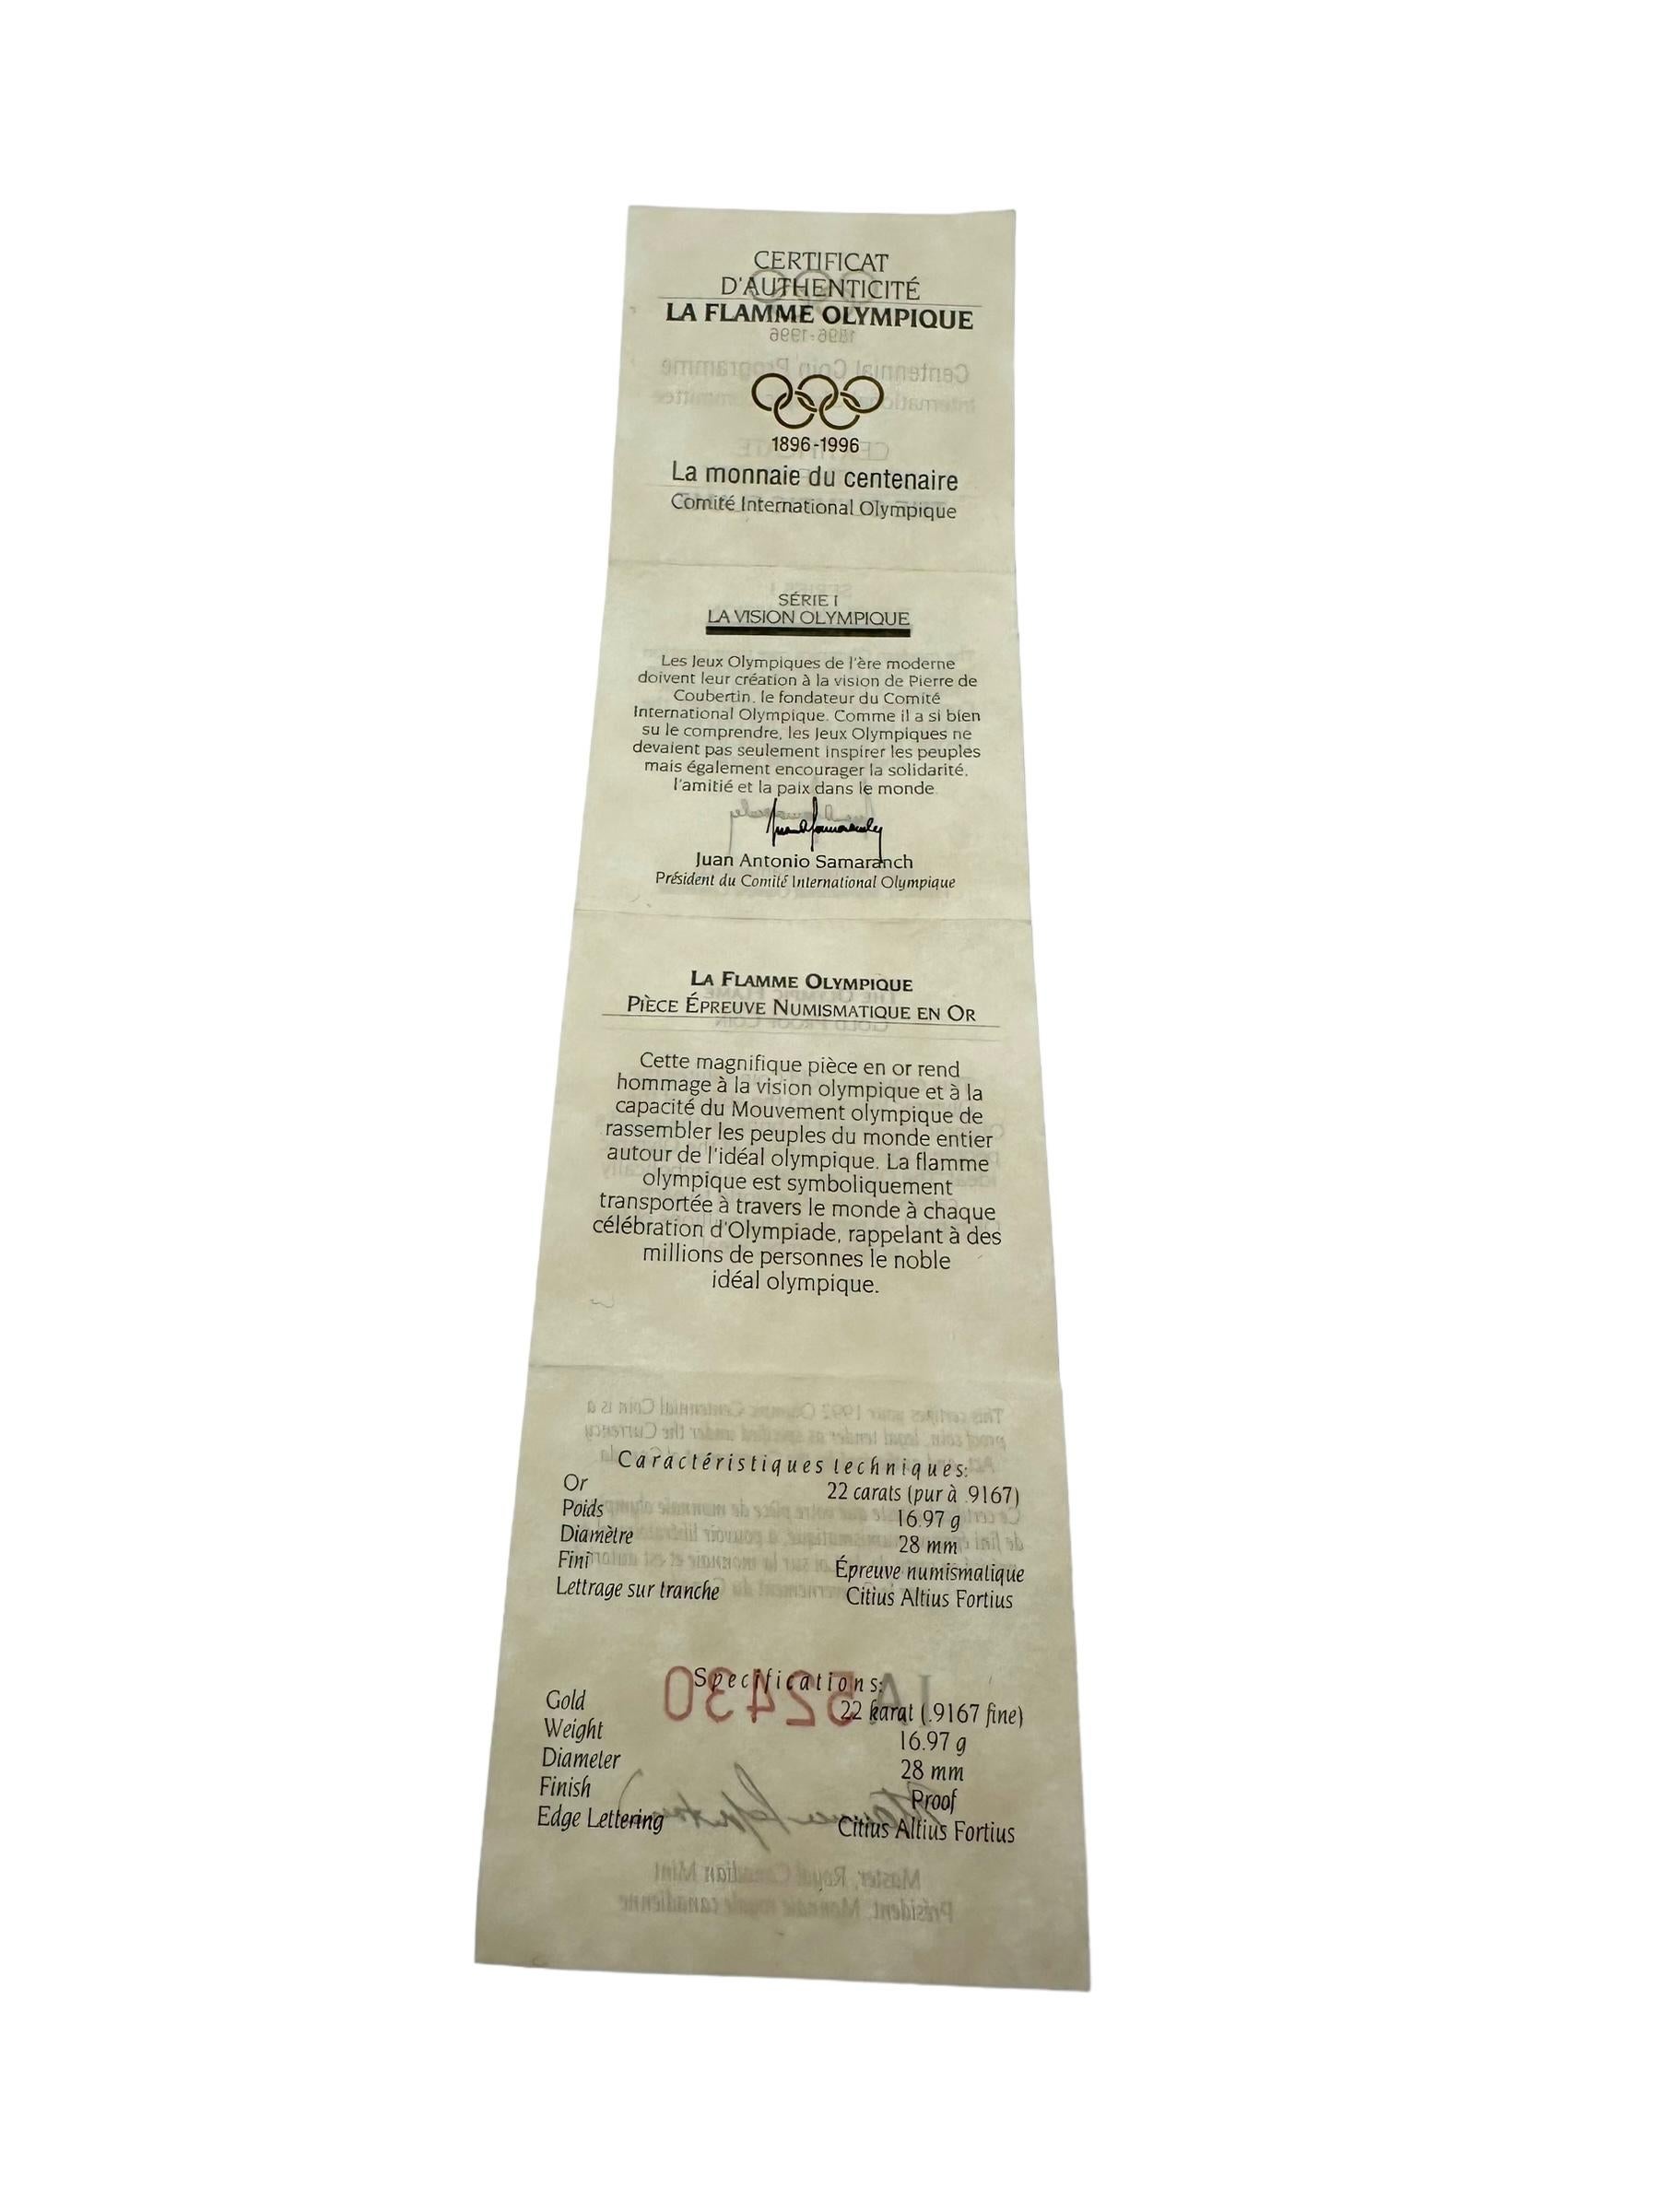 CERTIFICAT
D'AUTHENTICITÉ
LA FLAMME OLYMPIQUE
1896-1996
La monnaie du centenaire
Comité International Olympique
SÉRIE I
LA VISION OLYMPIQUE
Les Jeux Olympiques de l'ère moderne
doivent leur création à la vision de Pierre de
Coubertin, le fondateur du Comité
International Olympique. Comme il a si bien
su le comprendre, les Jeux Olympiques ne
devaient pas seulement inspirer les peuples
mais également encourager la solidarité,
l'amitié et la paix dans le monde.
Juan Antonio Samaranch
Président du Comité International Olympique
LA FLAMME OLYMPIQUE
PIÈCE ÉPREUVE NUMISMATIQUE EN OR
Cette magnifique pièce en or rend
hommage à la vision olympique et à la
capacité du Mouvement olympique de
rassembler les peuples du monde entier
autour de l'idéal olympique. La flamme
olympique est symboliquement
transportée à travers le monde à chaque
célébration d'Olympiade, rappelant à des
millions de personnes le noble
idéal olympique.
Caractéristiques techniques:
Or 22 carats (pur à .9167)
Poids 16.97 g
Diamètre 28 mm
Fini Épreuve numismatique
Lettrage sur tranche Citius Altius Fortius
Specifications:
52430
Gold 22 karat (.9167 fine)
Weight 16.97 g
Diameter 28 mm
Finish Proof
Edge Lettering Citius Altius Fortius
Master, Royal Canadian Mint
Président, Monnaie royale canadienne